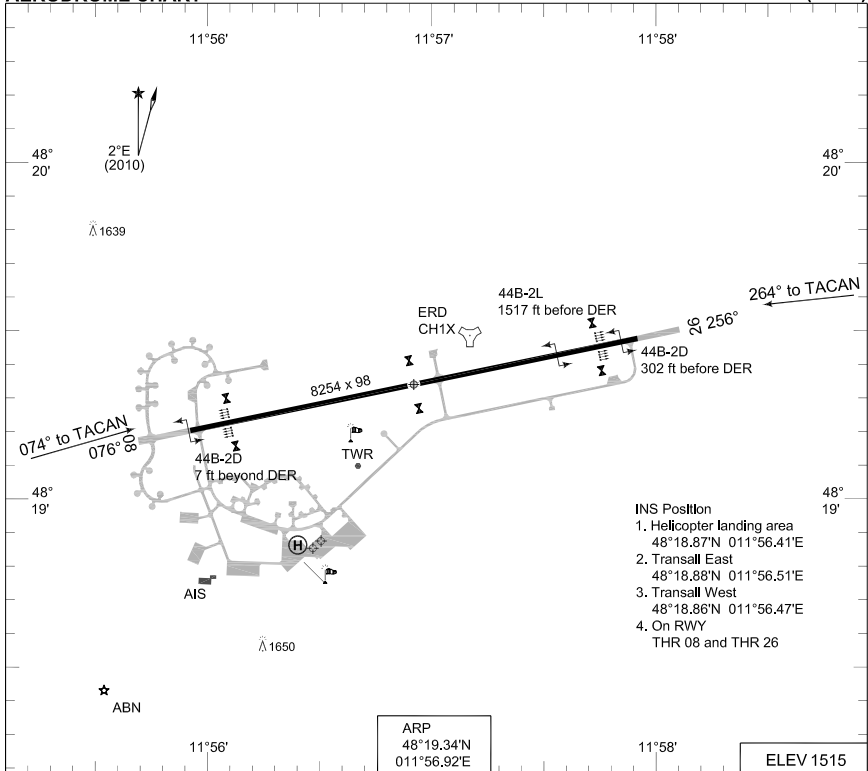 11°56'
11°57'
11°58'
48°
20'
48°
20'
2°E
(2010)
1639
264° to TACAN
44B-2L
1517 ft before DER
ERD
CH1X
26 256°
44B-2D
302 ft before DER
8254 x 98
074° to TACAN
076°
08
44B-2D
7 ft beyond DER
TWR
48°
19'
48°
19'
H
INS Position
1. Helicopter landing area
48°18.87'N 011°56.41'E
2. Transall East
48°18.88'N 011°56.51'E
3. Transall West
48°18.86'N 011°56.47'E
4. On RWY
THR 08 and THR 26
AIS
1650
ABN
11°56'
ARP
48°19.34'N
011°56.92'E
11°58'
ELEV 1515